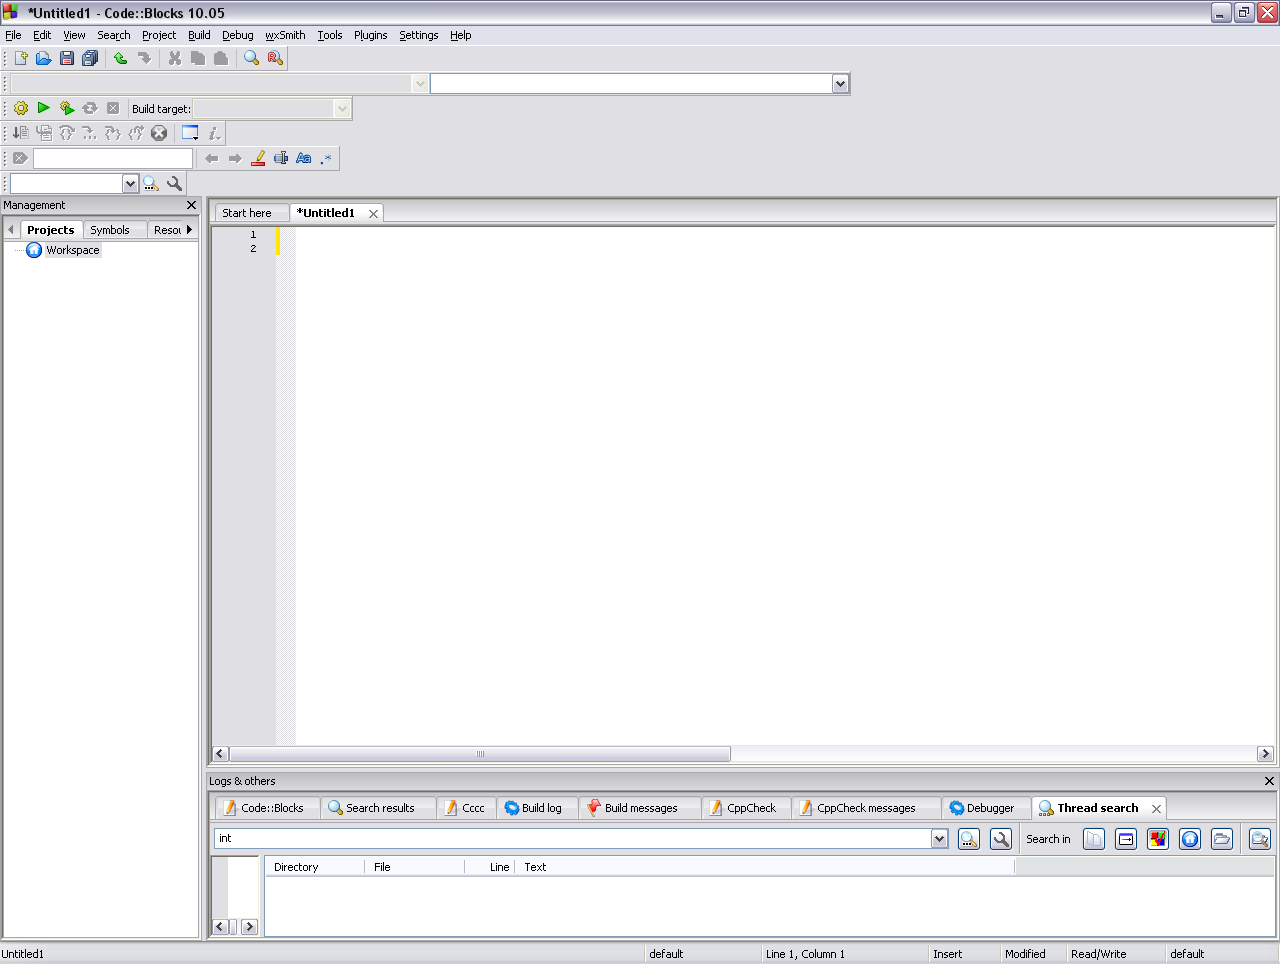 *Untitled1 - Code::Blocks 10.05
File Edit View Search Project Build Debug wxSmith Tools Plugins Settings Help
Build target:
Management
Projects Symbols
Workspace
Start here *Untitled1
1
2
Logs & others
Code::Blocks Search results Cccc Build log Build messages CppCheck CppCheck messages Debugger Thread search
int Search in
Directory File Line Text
Untitled1 default Line 1, Column 1 Insert Modified Read/Write default